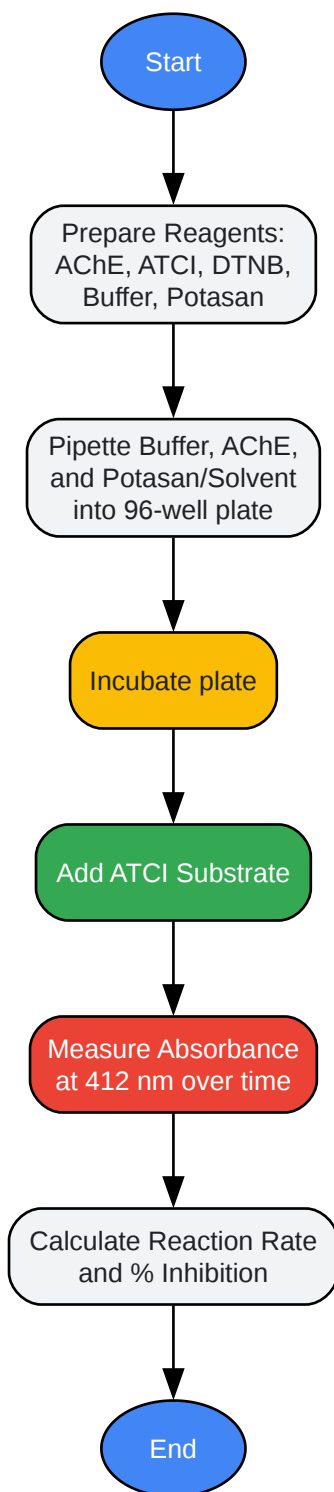 Start
Prepare Reagents:
AChE, ATCI, DTNB,
Buffer, Potasan
Pipette Buffer, AChE,
and Potasan/Solvent
into 96-well plate
Incubate plate
Add ATCI Substrate
Measure Absorbance
at 412 nm over time
Calculate Reaction Rate
and % Inhibition
End